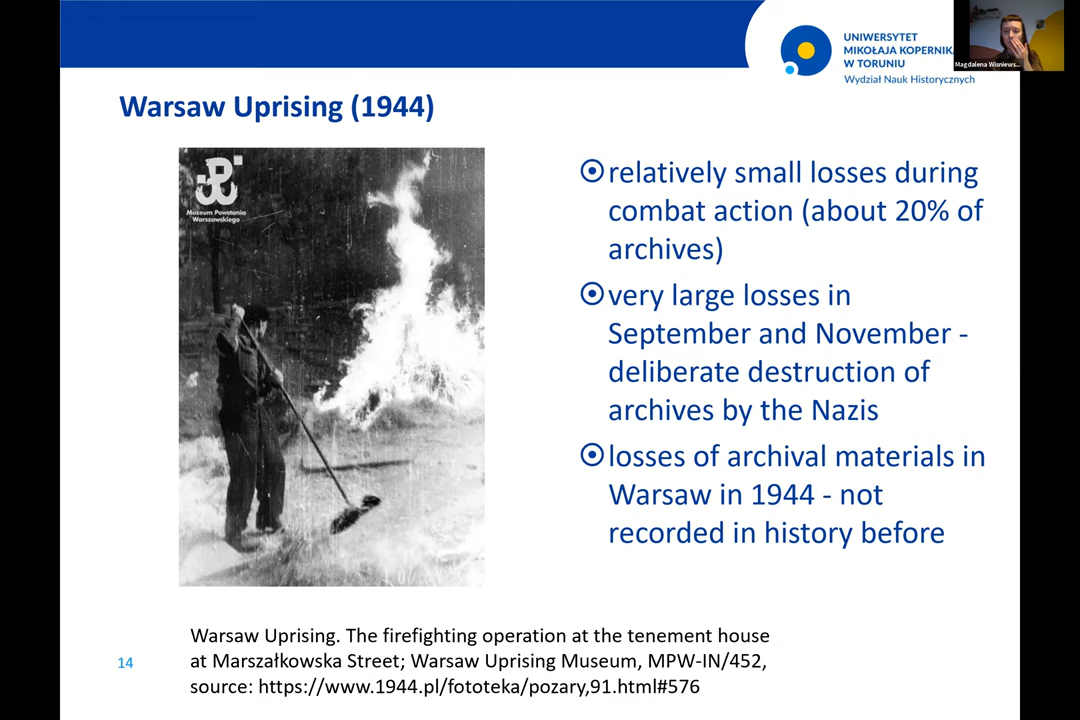 UNIWERSYTET
MIKOŁAJA KOPERNIKA
W TORUNIU
Wydział Nauk Historycznych
Magdalena Wisniews...
Warsaw Uprising (1944)
Muzeum Powstania
Warszawskiego
relatively small losses during
combat action (about 20% of
archives)
very large losses in
September and November -
deliberate destruction of
archives by the Nazis
losses of archival materials in
Warsaw in 1944 - not
recorded in history before
Warsaw Uprising. The firefighting operation at the tenement house
at Marszałkowska Street; Warsaw Uprising Museum, MPW-IN/452,
source: https://www.1944.pl/fototeka/pozary,91.html#576
14